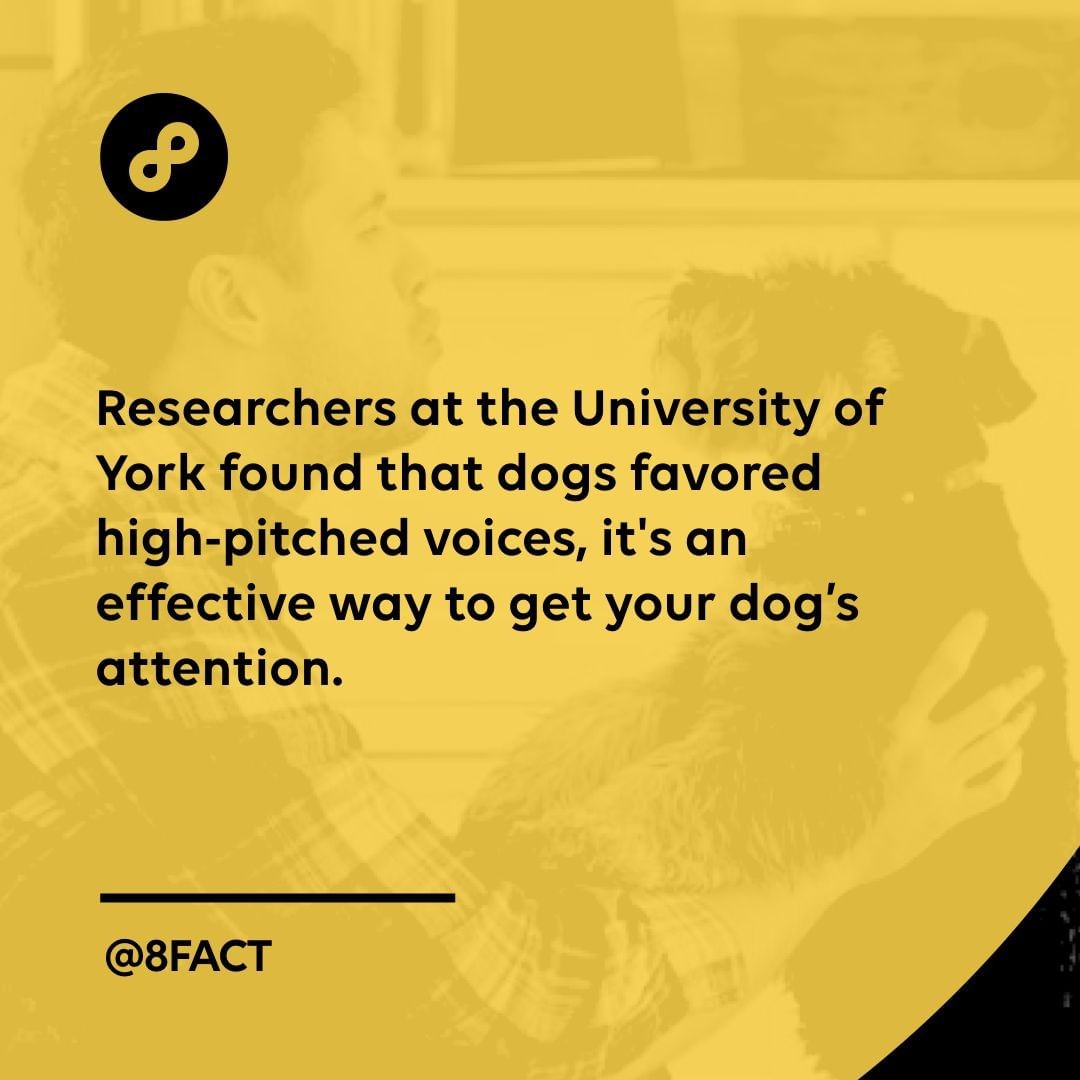 Researchers at the University of
York found that dogs favored
high-pitched voices, it's an
effective way to get your dog’s
attention.
@8FACT